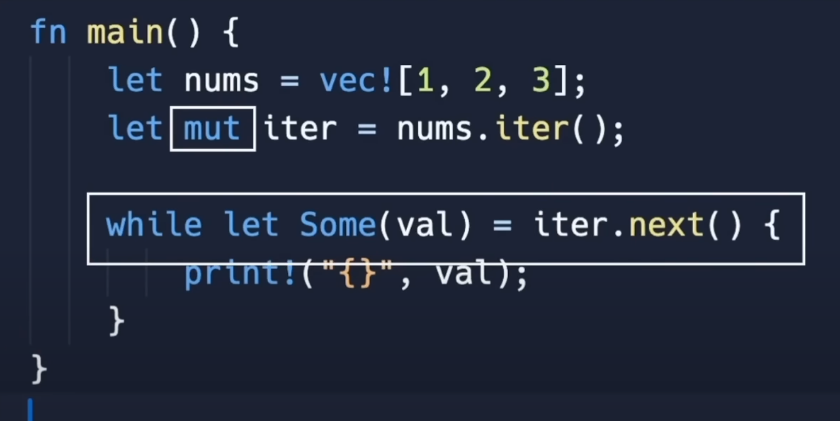 fn main() {
    let nums = vec![1, 2, 3];
    let mut iter = nums.iter();
    while let Some(val) = iter.next() {
        print!("{}", val);
    }
}